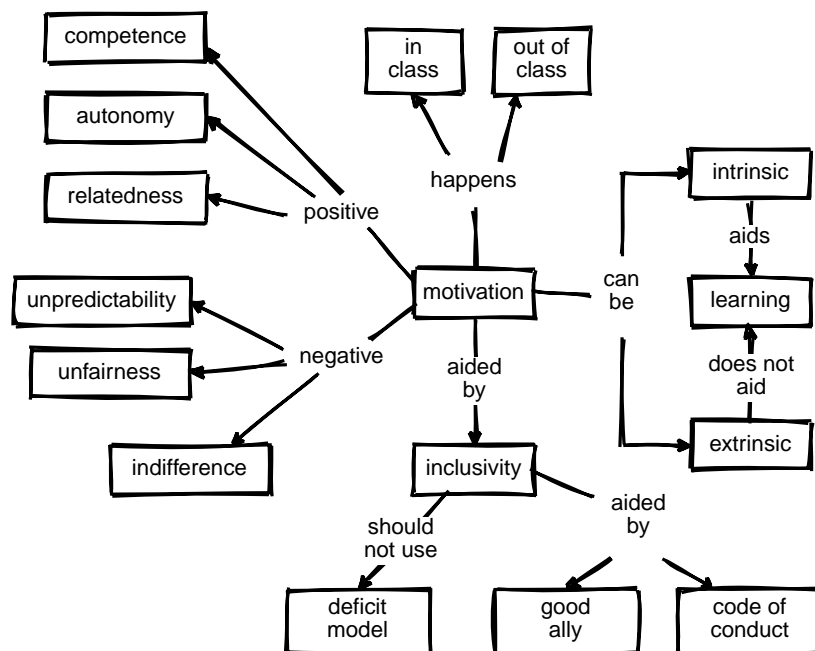 competence
in
class
out of
class
autonomy
relatedness
positive
happens
intrinsic
aids
unpredictability
motivation
can
be
learning
unfairness
negative
aided
by
does not
aid
indifference
inclusivity
extrinsic
should
not use
aided
by
deficit
model
good
ally
code of
conduct